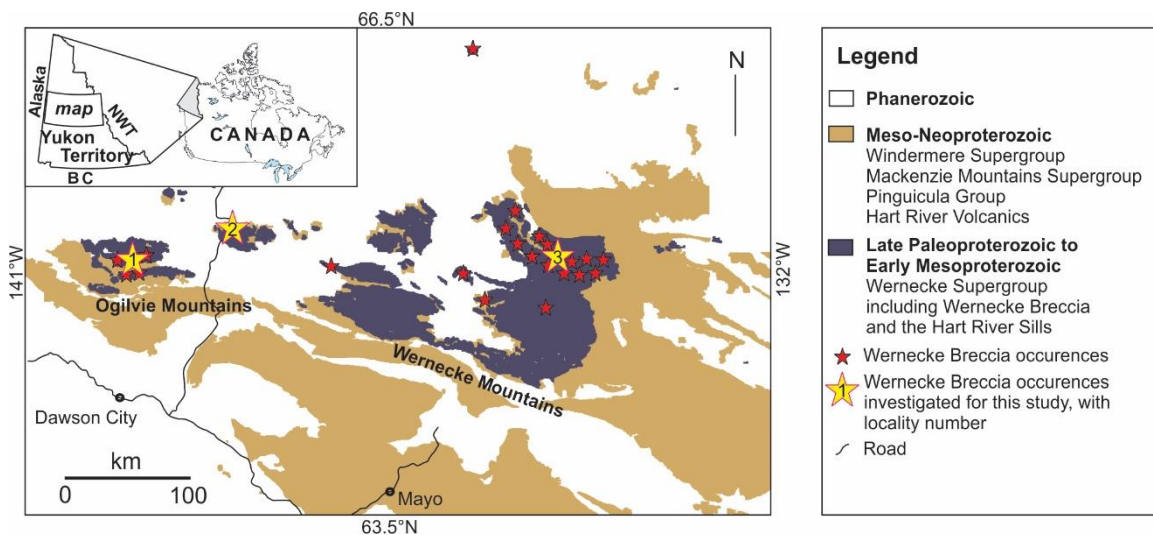 66.5°N
Alaska
map
NWT
Yukon
Territory
BC
CANADA
N
141°W
132°W
1
2
3
Ogilvie Mountains
Wernecke Mountains
Dawson City
km
0 100
Mayo
63.5°N
Legend
Phanerozoic
Meso-Neoproterozoic
Windermere Supergroup
Mackenzie Mountains Supergroup
Pinguicula Group
Hart River Volcanics
Late Paleoproterozoic to
Early Mesoproterozoic
Wernecke Supergroup
including Wernecke Breccia
and the Hart River Sills
Wernecke Breccia occurences
1 Wernecke Breccia occurences
investigated for this study, with
locality number
Road